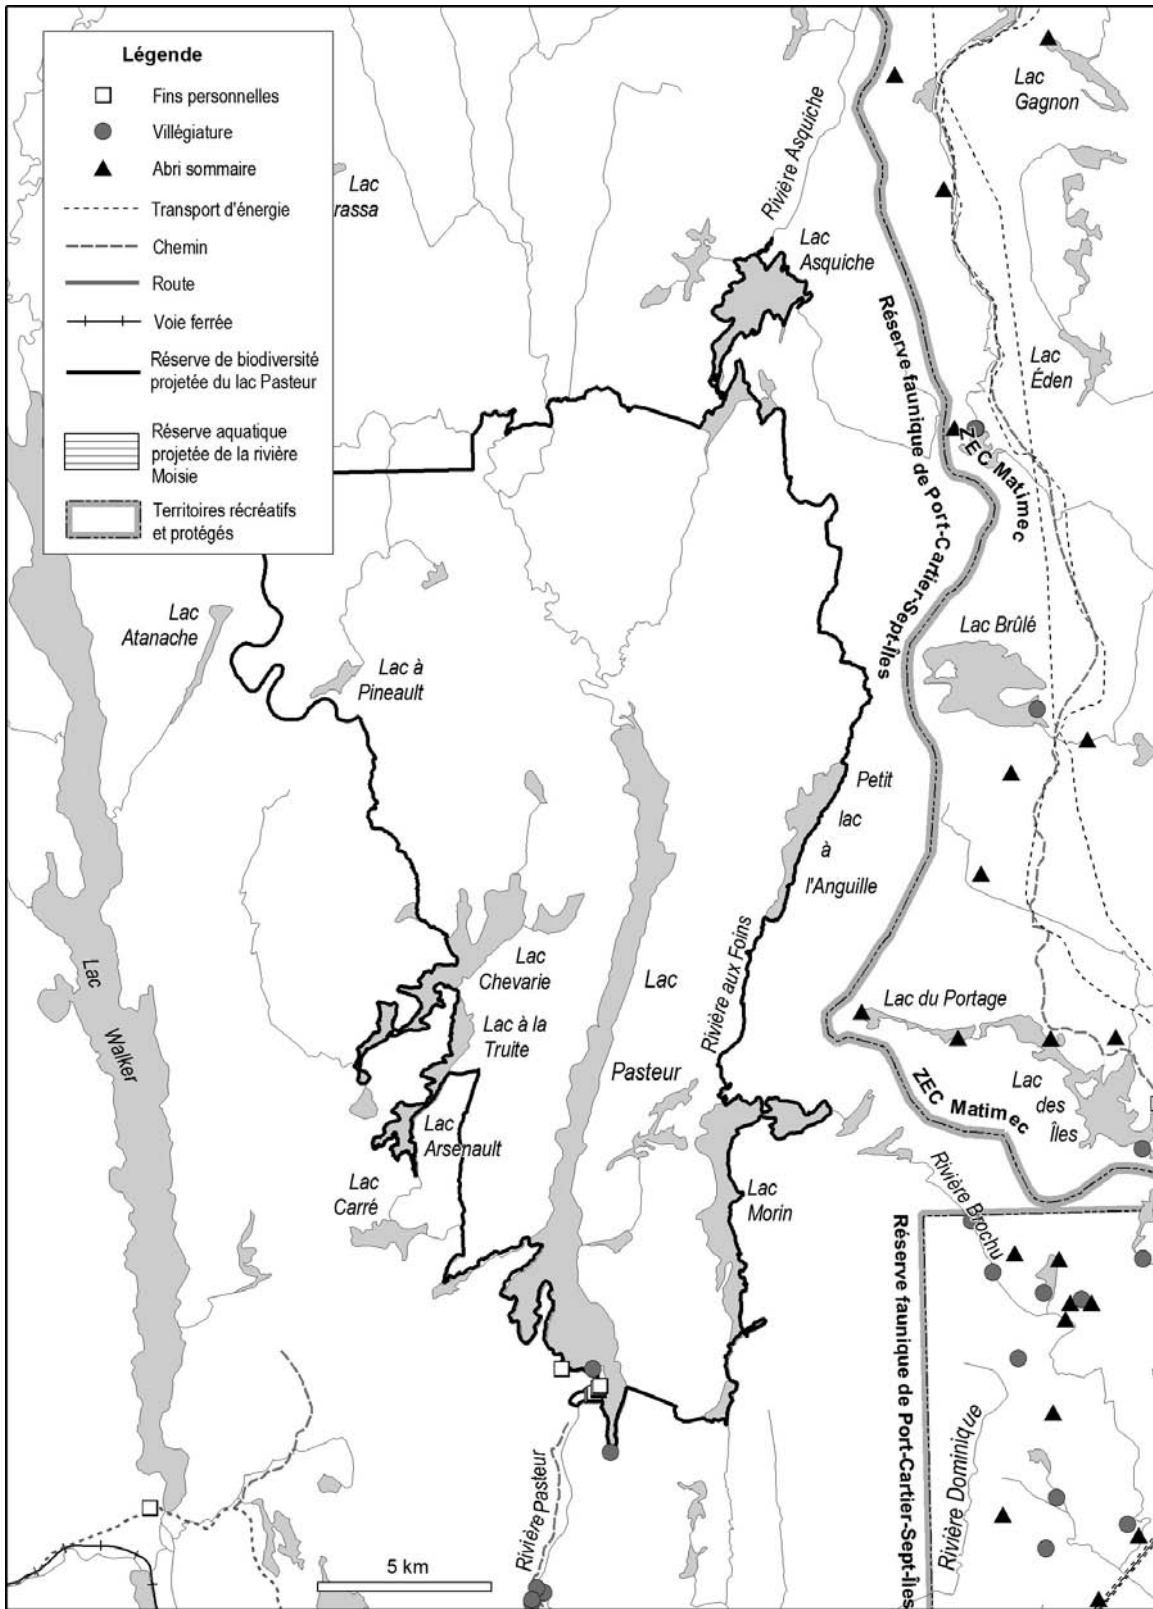 Légende
Fins personnelles
Villégiature
Abri sommaire
Transport d'énergie
Chemin
Route
Voie ferrée
Réserve de biodiversité
projetée du lac Pasteur
Réserve aquatique
projetée de la rivière
Moisie
Territoires récréatifs
et protégés
Lac
rassa
Rivière Asquiche
Lac
Asquiche
Lac
Gagnon
Lac
Éden
Réserve faunique de Port-Cartier-Sept-Îles
ZEC Matimec
Lac
Atanache
Lac à
Pineault
Lac Brûlé
Petit
lac
à
l'Anguille
Lac
Walker
Lac
Chevarie
Lac à la
Truite
Lac
Pasteur
Rivière aux Foins
Lac du Portage
Lac
des
Îles
ZEC Matimec
Lac
Arsenault
Lac
Carré
Lac
Morin
Rivière Brochu
Réserve faunique de Port-Cartier-Sept-Îles
Rivière Dominique
Rivière Pasteur
5 km